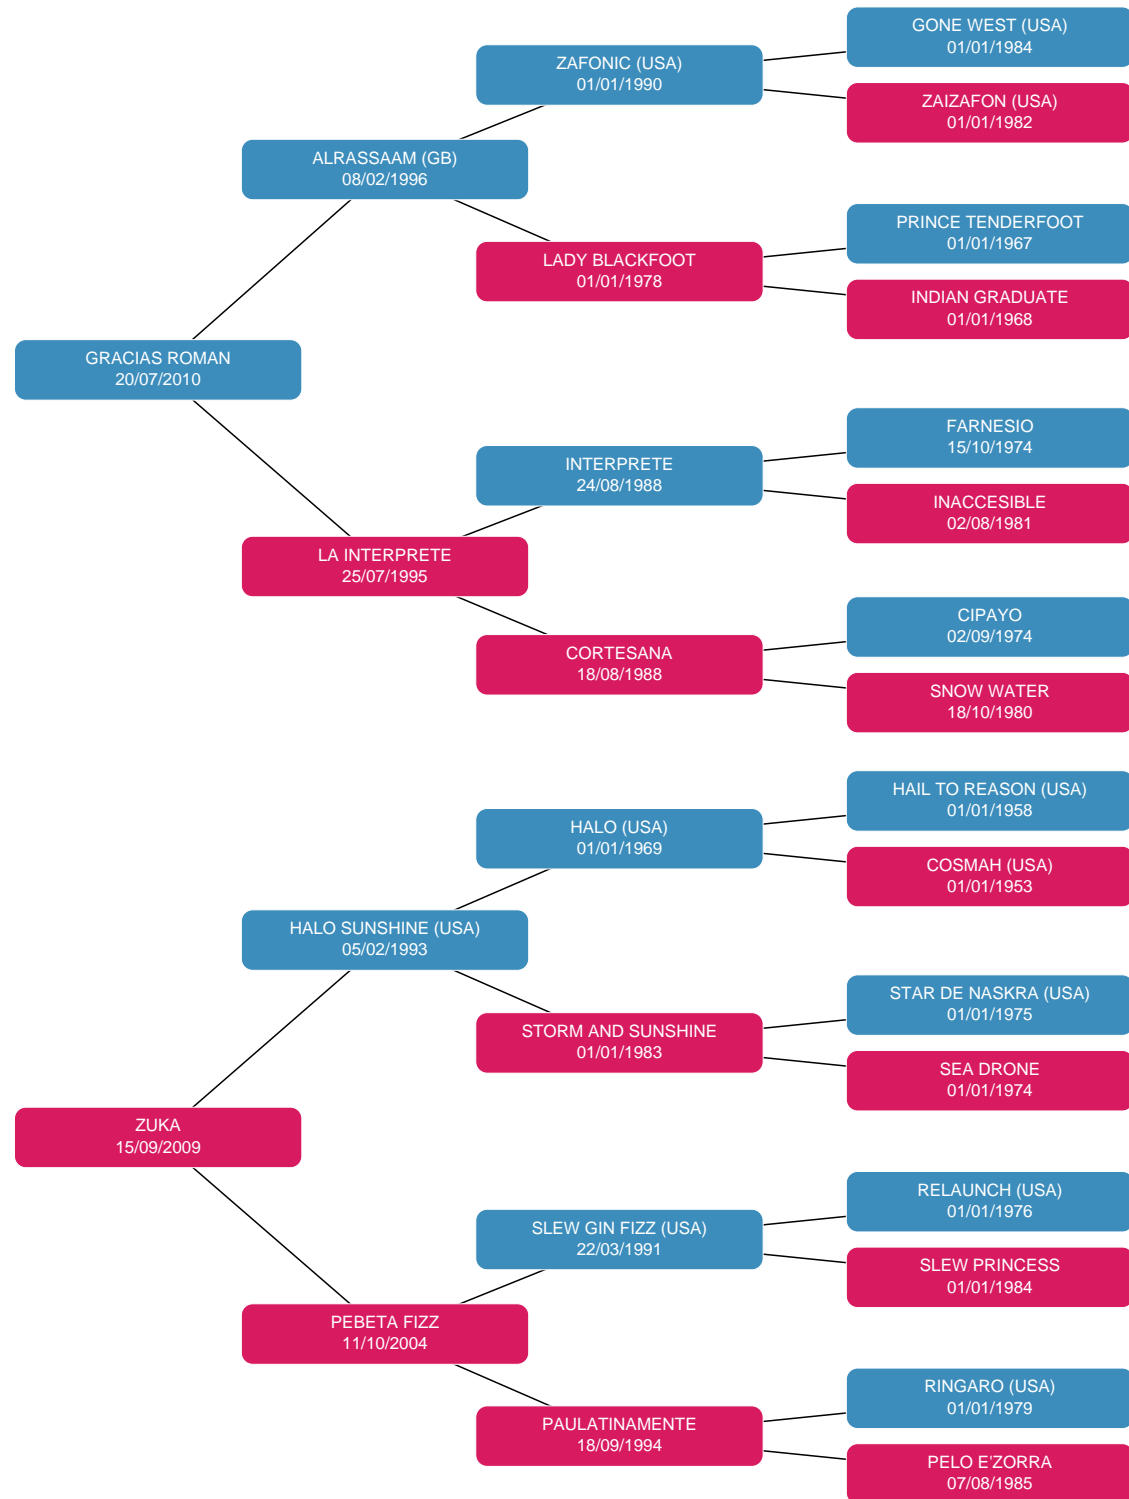 GONE WEST (USA)
01/01/1984
ZAFONIC (USA)
01/01/1990
ZAIZAFON (USA)
01/01/1982
ALRASSAAM (GB)
08/02/1996
PRINCE TENDERFOOT
01/01/1967
LADY BLACKFOOT
01/01/1978
INDIAN GRADUATE
01/01/1968
GRACIAS ROMAN
20/07/2010
FARNESIO
15/10/1974
INTERPRETE
24/08/1988
INACCESIBLE
02/08/1981
LA INTERPRETE
25/07/1995
CIPAYO
02/09/1974
CORTESANA
18/08/1988
SNOW WATER
18/10/1980
HAIL TO REASON (USA)
01/01/1958
HALO (USA)
01/01/1969
COSMAH (USA)
01/01/1953
HALO SUNSHINE (USA)
05/02/1993
STAR DE NASKRA (USA)
01/01/1975
STORM AND SUNSHINE
01/01/1983
SEA DRONE
01/01/1974
ZUKA
15/09/2009
RELAUNCH (USA)
01/01/1976
SLEW GIN FIZZ (USA)
22/03/1991
SLEW PRINCESS
01/01/1984
PEBETA FIZZ
11/10/2004
RINGARO (USA)
01/01/1979
PAULATINAMENTE
18/09/1994
PELO E'ZORRA
07/08/1985